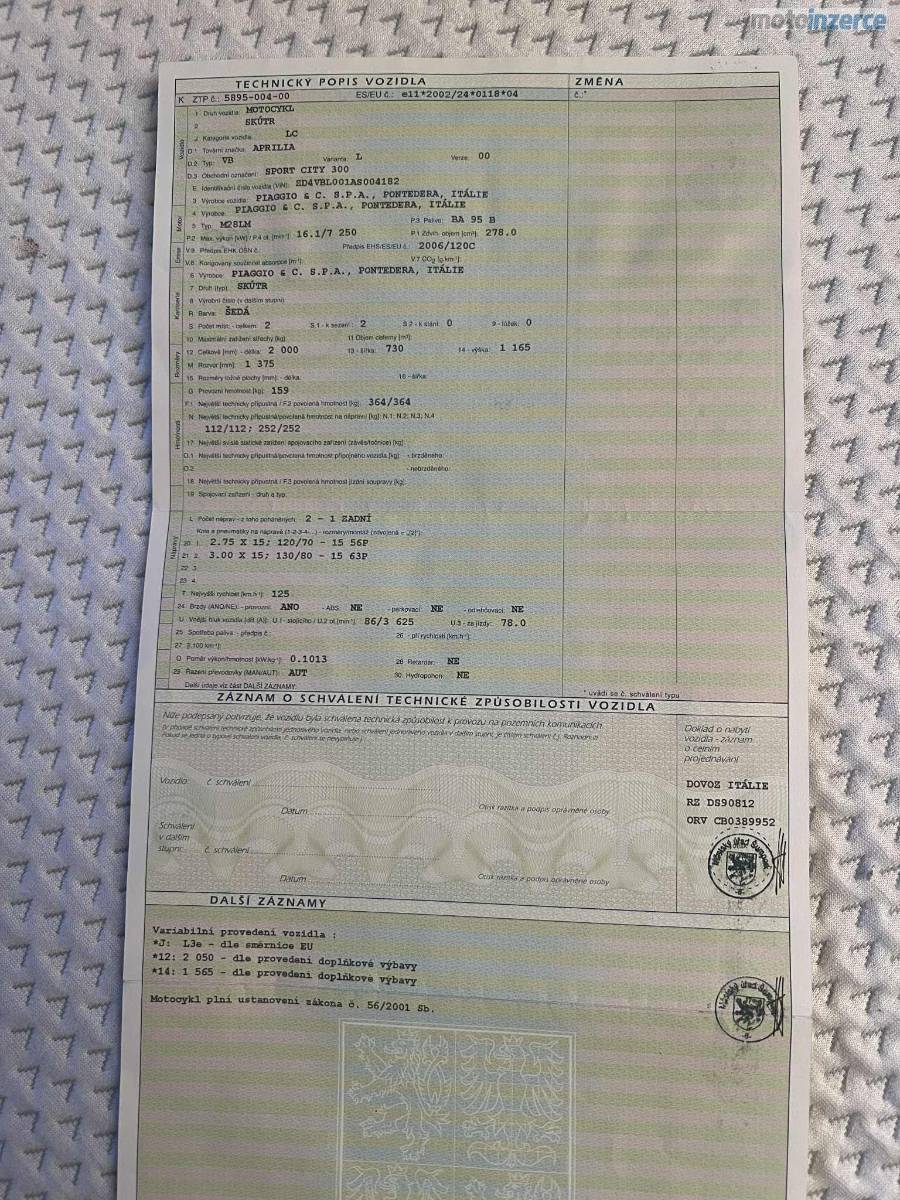 motoinzerce
TECHNICKÝ POPIS VOZIDLA
ZMĚNA
K ZTP č.: 5895-004-00 ES/EU č.: e11*2002/24*0118*04 č.:*
1 Druh vozidla: MOTOCYKL
2 SKÚTR
J Kategorie vozidla: LC
D.1 Tovární značka: APRILIA
D.2 Typ: VB Varianta: L Verze: 00
D.3 Obchodní označení: SPORT CITY 300
E Identifikační číslo vozidla (VIN): ZD4VBL001AS004182
3 Výrobce vozidla: PIAGGIO & C. S.P.A., PONTEDERA, ITÁLIE
4 Výrobce: PIAGGIO & C. S.P.A., PONTEDERA, ITÁLIE
5 Typ: M28LM P.3 Palivo: BA 95 B
P.2 Max. výkon [kW] / P.4 ot. [min⁻¹]: 16.1/7 250 P.1 Zdvih. objem [cm³]: 278.0
V.9 Předpis EHK OSN č.: Předpis EHS/ES/EU č.: 2006/120C
V.6 Korigovaný součinitel absorpce [m⁻¹]: V.7 CO₂ [g.km⁻¹]:
6 Výrobce: PIAGGIO & C. S.P.A., PONTEDERA, ITÁLIE
7 Druh (typ): SKÚTR
8 Výrobní číslo (v dalším stupni)
R Barva: ŠEDÁ
S Počet míst: - celkem: 2 S.1 - k sezení: 2 S.2 - k stání: 0 9 - lůžek: 0
10 Maximální zatížení střechy [kg]: 11 Objem cisterny [m³]:
12 Celková [mm] - délka: 2 000 13 - šířka: 730 14 - výška: 1 165
M Rozvor [mm]: 1 375
15 Rozměry ložné plochy [mm]: - délka: 16 - šířka:
G Provozní hmotnost [kg]: 159
F.1 Největší technicky přípustná / F.2 povolená hmotnost [kg]: 364/364
N Největší technicky přípustná/povolená hmotnost na nápravu [kg]: N.1; N.2; N.3; N.4
112/112; 252/252
17 Největší svislé statické zatížení spojovacího zařízení (závěs/točnice) [kg]:
O.1 Největší technicky přípustná/povolená hmotnost přípojného vozidla [kg]: - brzděného:
O.2 - nebrzděného:
18 Největší technicky přípustná / F.3 povolená hmotnost jízdní soupravy [kg]:
19 Spojovací zařízení - druh a typ:
L Počet náprav - z toho poháněných: 2 - 1 ZADNÍ
Kola a pneumatiky na nápravě (1-2-3-4-...) - rozměry/montáž (zdvojená = „Z“):
20 1. 2.75 X 15; 120/70 - 15 56P
21 2. 3.00 X 15; 130/80 - 15 63P
22 3.
23 4.
T Nejvyšší rychlost [km.h⁻¹]: 125
24 Brzdy (ANO/NE): - provozní: ANO - ABS: NE - parkovací: NE - odlehčovací: NE
U Vnější hluk vozidla [dB (A)]: U.1 - stojícího / U.2 ot. [min⁻¹]: 86/3 625 U.3 - za jízdy: 78.0
25 Spotřeba paliva - předpis č.: 26 - při rychlosti [km.h⁻¹]:
27
Q Poměr výkon/hmotnost [kW.kg⁻¹]: 0.1013 28 Retardér: NE
29 Řazení převodovky (MAN/AUT): AUT 30 Hydropohon: NE
Další údaje viz část DALŠÍ ZÁZNAMY * uvádí se č. schválení typu
ZÁZNAM O SCHVÁLENÍ TECHNICKÉ ZPŮSOBILOSTI VOZIDLA
Níže podepsaný potvrzuje, že vozidlu byla schválena technická způsobilost k provozu na pozemních komunikacích.
Doklad o nabytí
vozidla - záznam
o celním
projednávání
Vozidlo: č. schválení
Datum Otisk razítka a podpis oprávněné osoby
DOVOZ ITÁLIE
RZ DS90812
ORV CB0389952
Schválení
v dalším
stupni: č. schválení
Datum Otisk razítka a podpis oprávněné osoby
DALŠÍ ZÁZNAMY
Variabilní provedení vozidla :
*J: L3e - dle směrnice EU
*12: 2 050 - dle provedení doplňkové výbavy
*14: 1 565 - dle provedení doplňkové výbavy
Motocykl plní ustanovení zákona č. 56/2001 Sb.